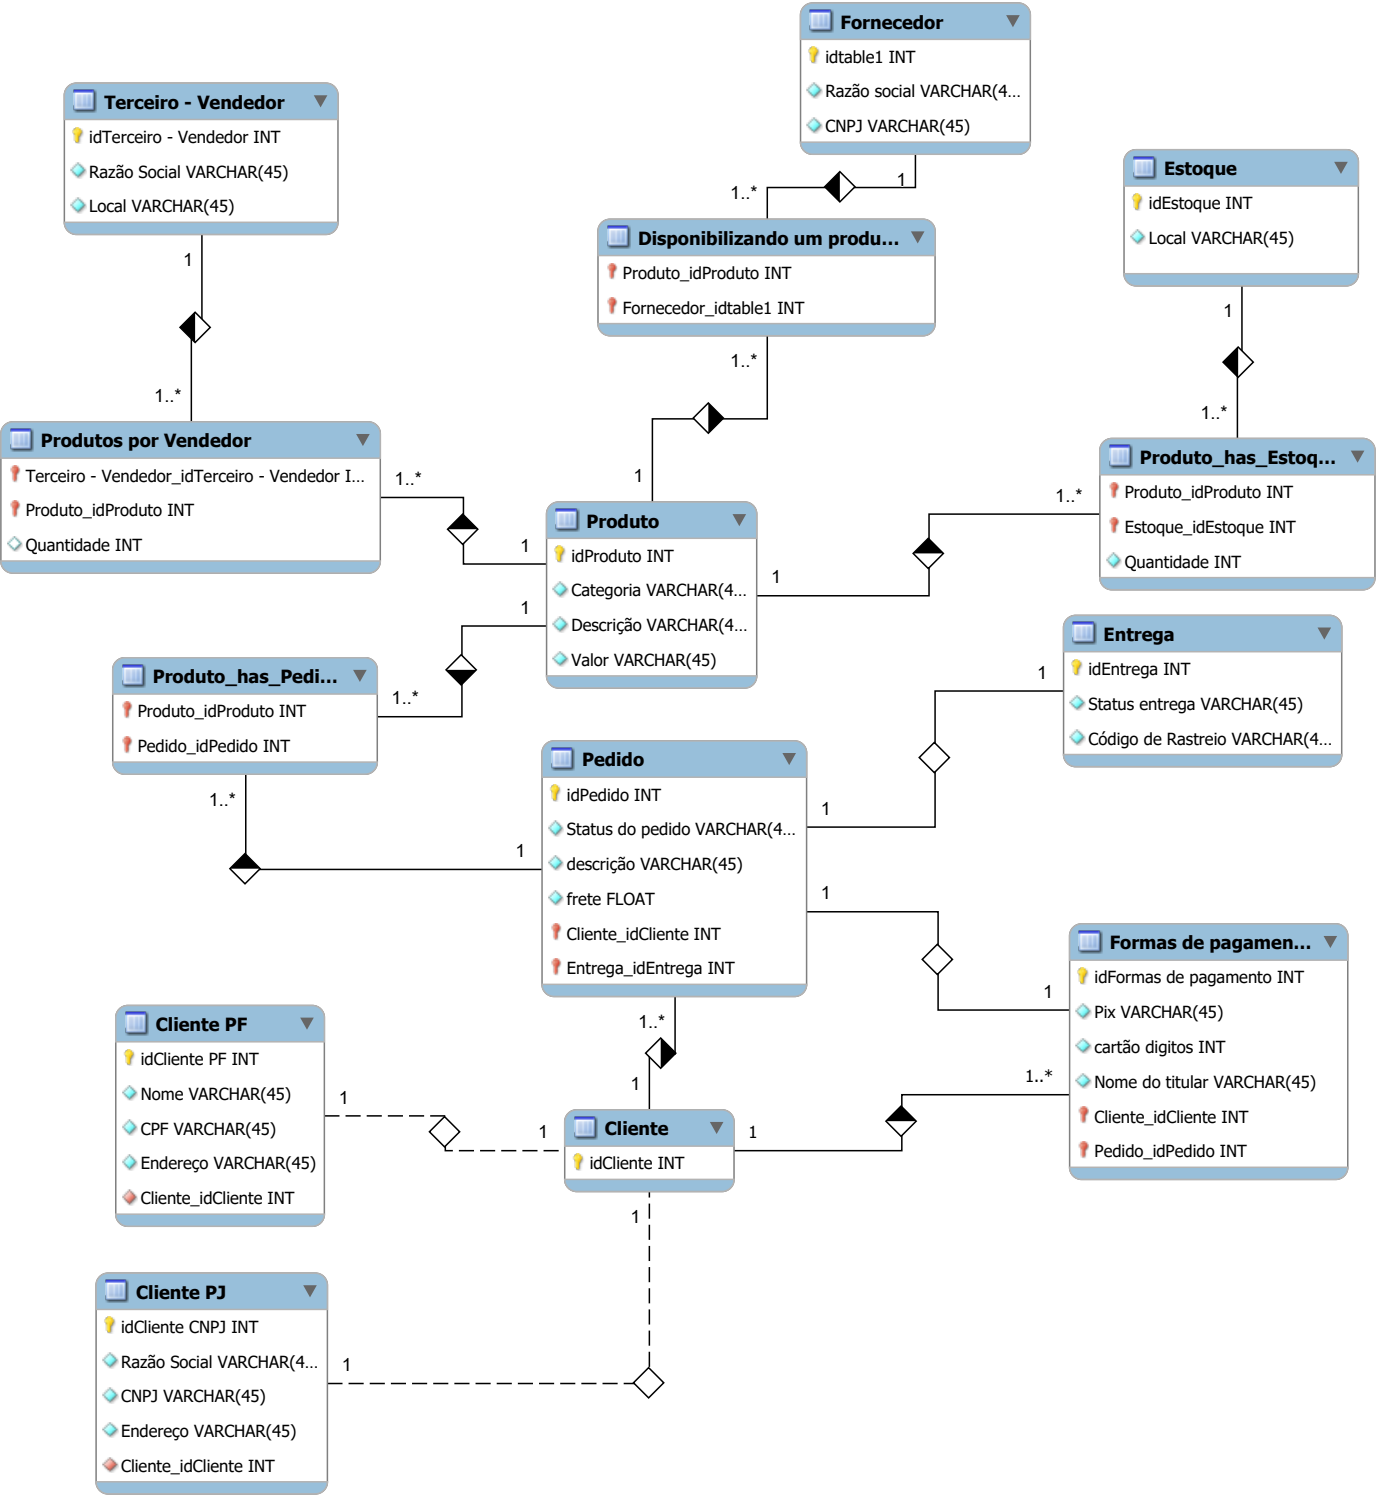 Fornecedor
idtable1 INT
Razão social VARCHAR(4...
CNPJ VARCHAR(45)
1
1..*
Terceiro - Vendedor
idTerceiro - Vendedor INT
Razão Social VARCHAR(45)
Local VARCHAR(45)
1
1..*
Estoque
idEstoque INT
Local VARCHAR(45)
1
1..*
Disponibilizando um produ...
Produto_idProduto INT
Fornecedor_idtable1 INT
1..*
1
Produtos por Vendedor
Terceiro - Vendedor_idTerceiro - Vendedor I...
Produto_idProduto INT
Quantidade INT
1..*
1
Produto_has_Estoq...
Produto_idProduto INT
Estoque_idEstoque INT
Quantidade INT
1..*
1
Produto
idProduto INT
Categoria VARCHAR(4...
Descrição VARCHAR(4...
Valor VARCHAR(45)
1
1..*
Produto_has_Pedi...
Produto_idProduto INT
Pedido_idPedido INT
1..*
1
Entrega
idEntrega INT
Status entrega VARCHAR(45)
Código de Rastreio VARCHAR(4...
1
1
Pedido
idPedido INT
Status do pedido VARCHAR(4...
descrição VARCHAR(45)
frete FLOAT
Cliente_idCliente INT
Entrega_idEntrega INT
1
1
1..*
1
Formas de pagamen...
idFormas de pagamento INT
Pix VARCHAR(45)
cartão digitos INT
Nome do titular VARCHAR(45)
Cliente_idCliente INT
Pedido_idPedido INT
1..*
1
Cliente PF
idCliente PF INT
Nome VARCHAR(45)
CPF VARCHAR(45)
Endereço VARCHAR(45)
Cliente_idCliente INT
1
1
Cliente
idCliente INT
1
Cliente PJ
idCliente CNPJ INT
Razão Social VARCHAR(4...
CNPJ VARCHAR(45)
Endereço VARCHAR(45)
Cliente_idCliente INT
1